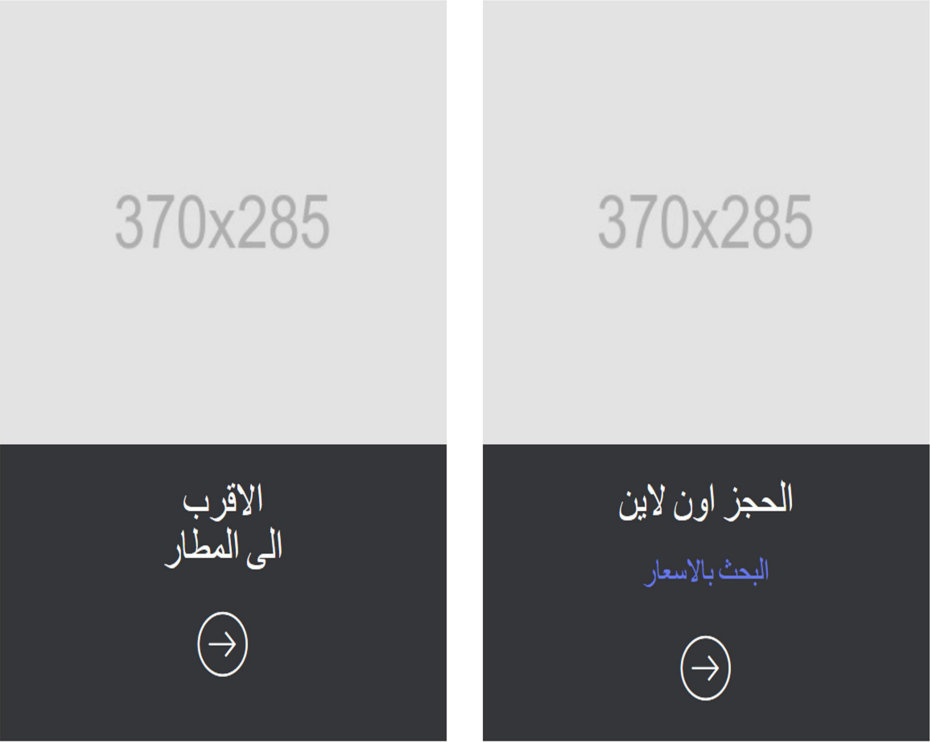 370x285
الحجز اون لاين
البحث بالاسعار
370x285
الاقرب
الى المطار